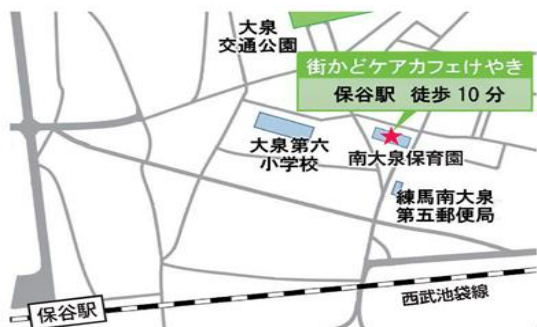 大泉
交通公園
街かどケアカフェけやき
保谷駅 徒歩 10 分
大泉第六
小学校
南大泉保育園
練馬南大泉
第五郵便局
西武池袋線
保谷駅